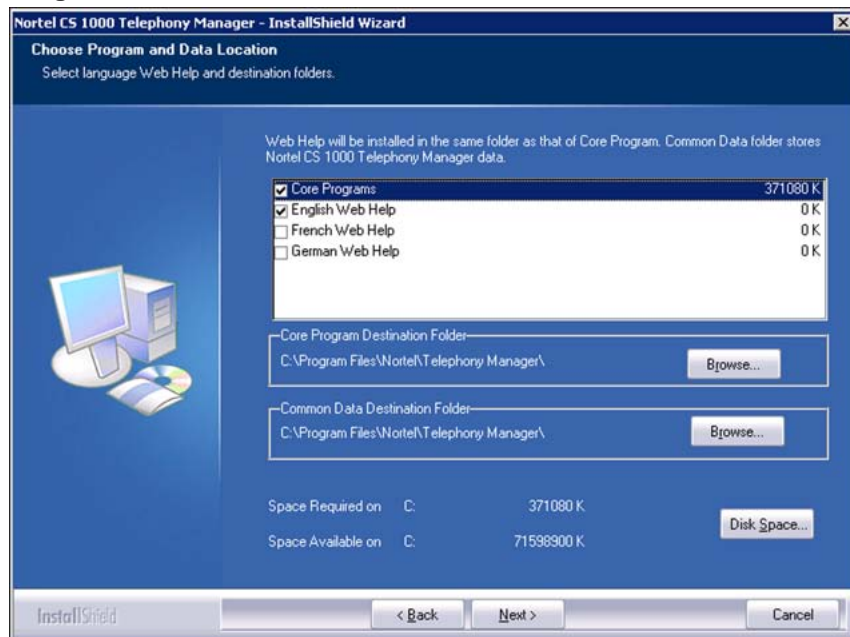 Nortel CS 1000 Telephony Manager - InstallShield Wizard
Choose Program and Data Location
Select language Web Help and destination folders.
Web Help will be installed in the same folder as that of Core Program. Common Data folder stores
Nortel CS 1000 Telephony Manager data.
Core Programs 371080 K
English Web Help 0 K
French Web Help 0 K
German Web Help 0 K
Core Program Destination Folder
C:\Program Files\Nortel\Telephony Manager\ Browse...
Common Data Destination Folder
C:\Program Files\Nortel\Telephony Manager\ Browse...
Space Required on C: 371080 K
Disk Space...
Space Available on C: 71598900 K
InstallShield < Back Next > Cancel